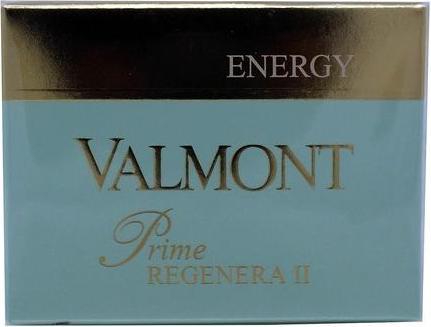 ENERGY
VALMONT
Prime
REGENERA II